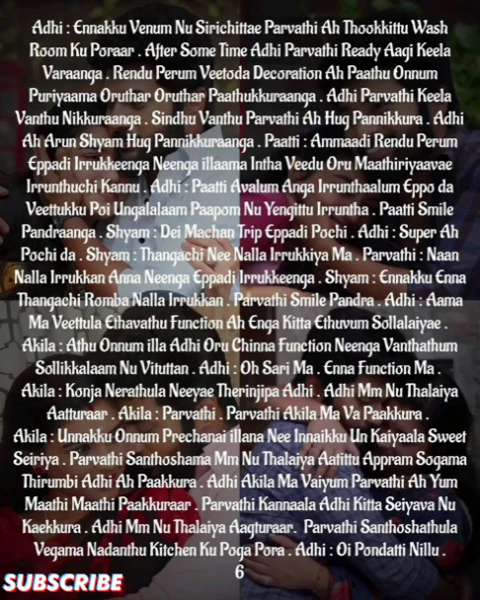 Adhi : Ennakku Venum Nu Sirichittae Parvathi Ah Thookkittu Wash
Room Ku Poraar . After Some Time Adhi Parvathi Ready Aagi Keela
Varaanga . Rendu Perum Veetoda Decoration Ah Paathu Onnum
Puriyaama Oruthar Oruthar Paathukkuraanga . Adhi Parvathi Keela
Vanthu Nikkuraanga . Sindhu Vanthu Parvathi Ah Hug Pannikkura . Adhi
Ah Arun Shyam Hug Pannikkuraanga . Paatti : Ammaadi Rendu Perum
Eppadi Irrukkeenga Neenga illaama Intha Veedu Oru Maathiriyaavae
Irrunthuchi Kannu . Adhi : Paatti Avalum Anga Irrunthaalum Eppo da
Veettukku Poi Ungalalaam Paapom Nu Yengittu Irruntha . Paatti Smile
Pandraanga . Shyam : Dei Machan Trip Eppadi Pochi . Adhi : Super Ah
Pochi da . Shyam : Thangachi Nee Nalla Irrukkiya Ma . Parvathi : Naan
Nalla Irrukkan Anna Neenga Eppadi Irrukkeenga . Shyam : Ennakku Enna
Thangachi Romba Nalla Irrukkan . Parvathi Smile Pandra . Adhi : Aama
Ma Veettula Ethavathu Function Ah Enga Kitta Ethuvum Sollalaiyae .
Akila : Athu Onnum illa Adhi Oru Chinna Function Neenga Vanthathum
Sollikkalaam Nu Vituttan . Adhi : Oh Sari Ma . Enna Function Ma .
Akila : Konja Nerathula Neeyae Therinjipa Adhi . Adhi Mm Nu Thalaiya
Aatturaar . Akila : Parvathi . Parvathi Akila Ma Va Paakkura .
Akila : Unnakku Onnum Prechanai illana Nee Innaikku Un Kaiyaala Sweet
Seiriya . Parvathi Santhoshama Mm Nu Thalaiya Aatittu Appram Sogama
Thirumbi Adhi Ah Paakkura . Adhi Akila Ma Vaiyum Parvathi Ah Yum
Maathi Maathi Paakkuraar . Parvathi Kannaala Adhi Kitta Seiyava Nu
Kaekkura . Adhi Mm Nu Thalaiya Aagturaar. Parvathi Santhoshathula
Vegama Nadanthu Kitchen Ku Poga Pora . Adhi : Oi Pondatti Nillu .
6
SUBSCRIBE